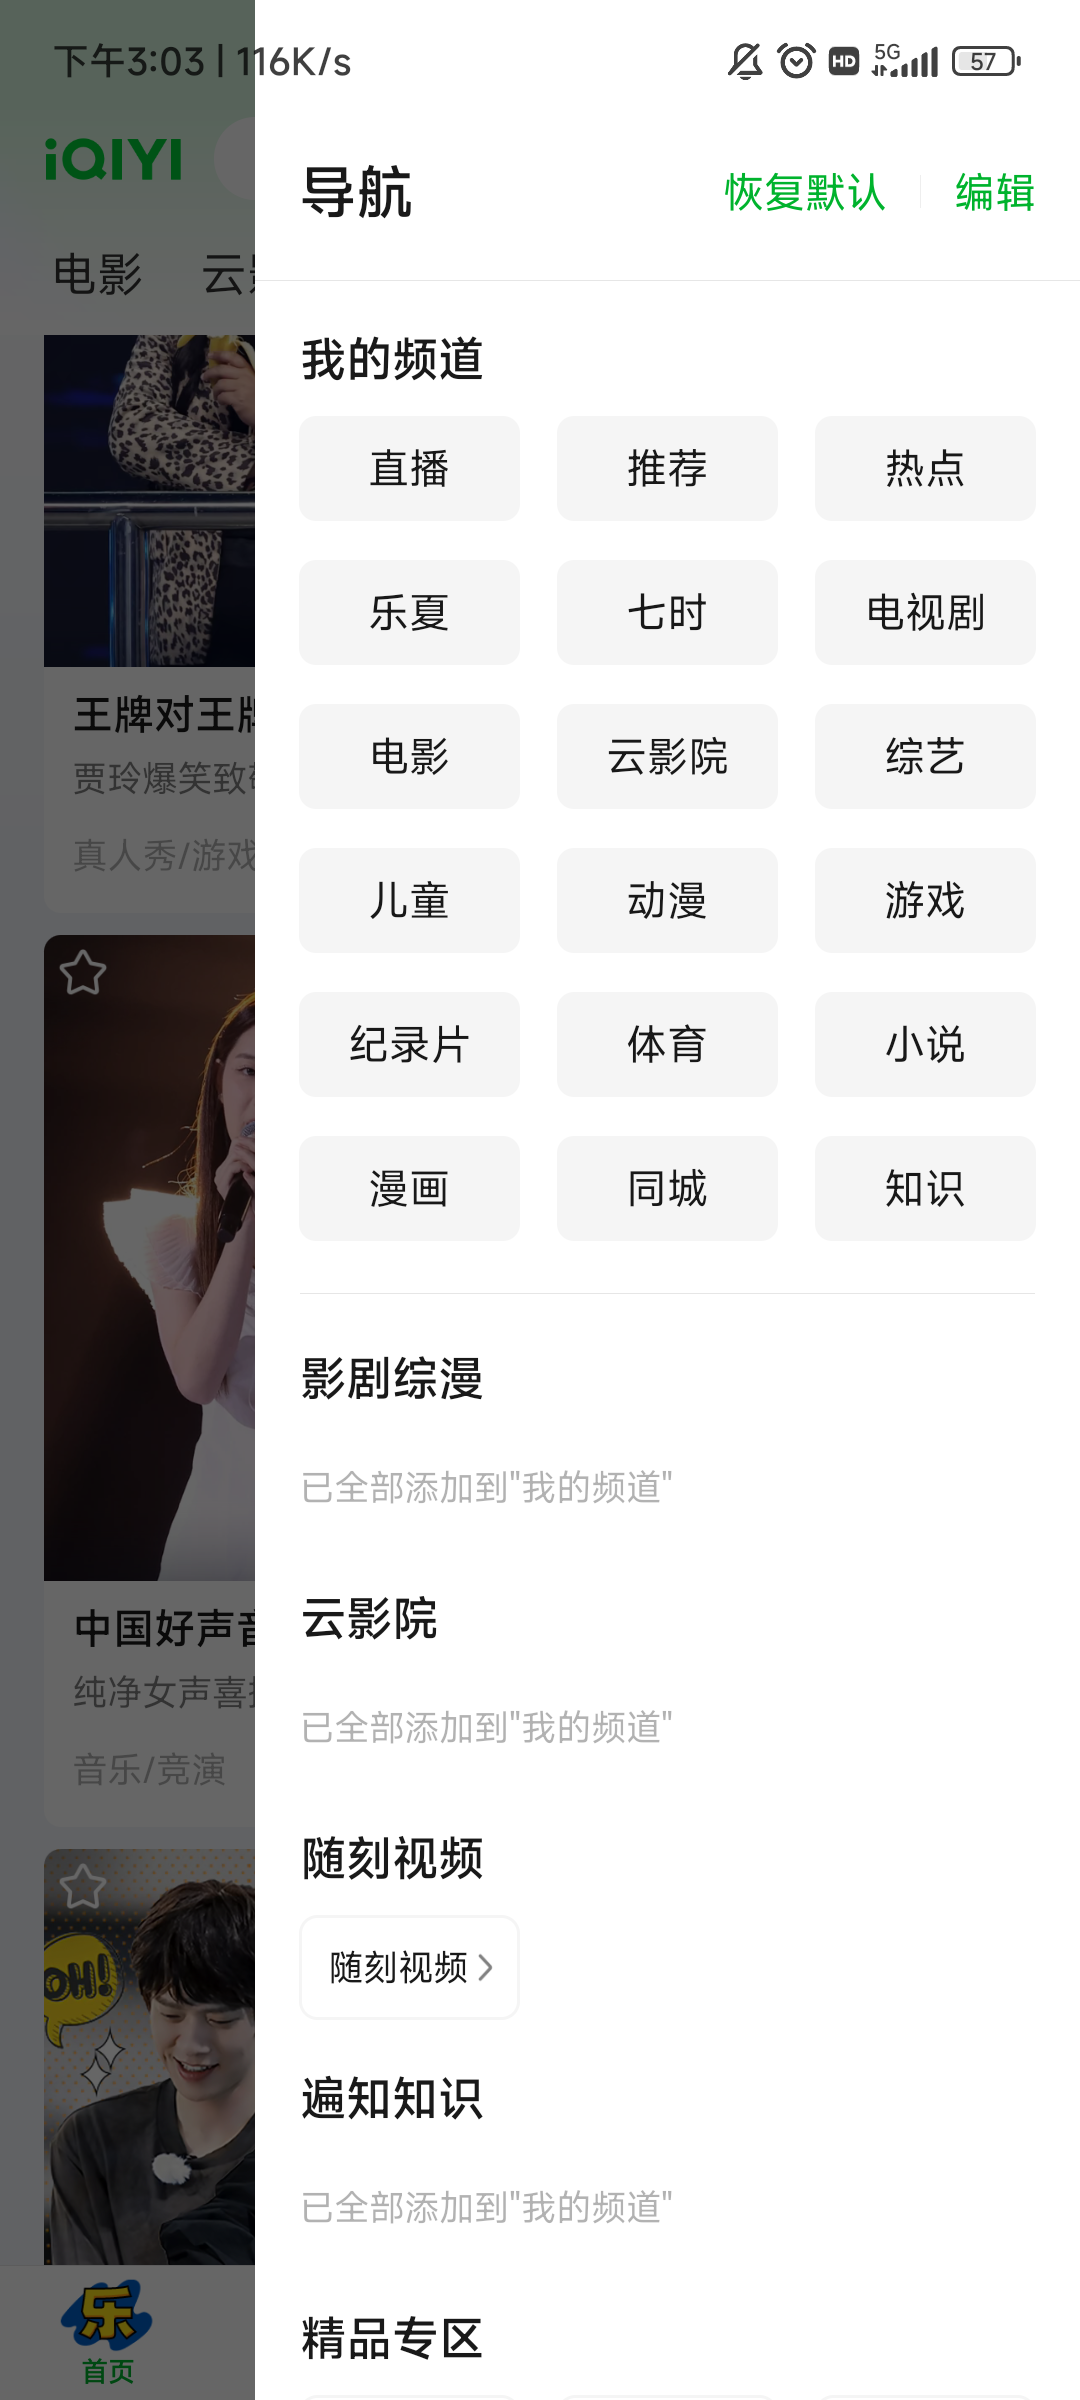 下午3:03 | 116K/s
HD 5G 57
iQIYI
导航 恢复默认 编辑
电影 云
我的频道
直播 推荐 热点
乐夏 七时 电视剧
电影 云影院 综艺
儿童 动漫 游戏
纪录片 体育 小说
漫画 同城 知识
王牌对王牌
贾玲爆笑致
真人秀/游戏
影剧综漫
已全部添加到"我的频道"
云影院
已全部添加到"我的频道"
中国好声音
纯净女声喜
音乐/竞演
随刻视频
随刻视频
OH!
遍知知识
已全部添加到"我的频道"
精品专区
乐
首页